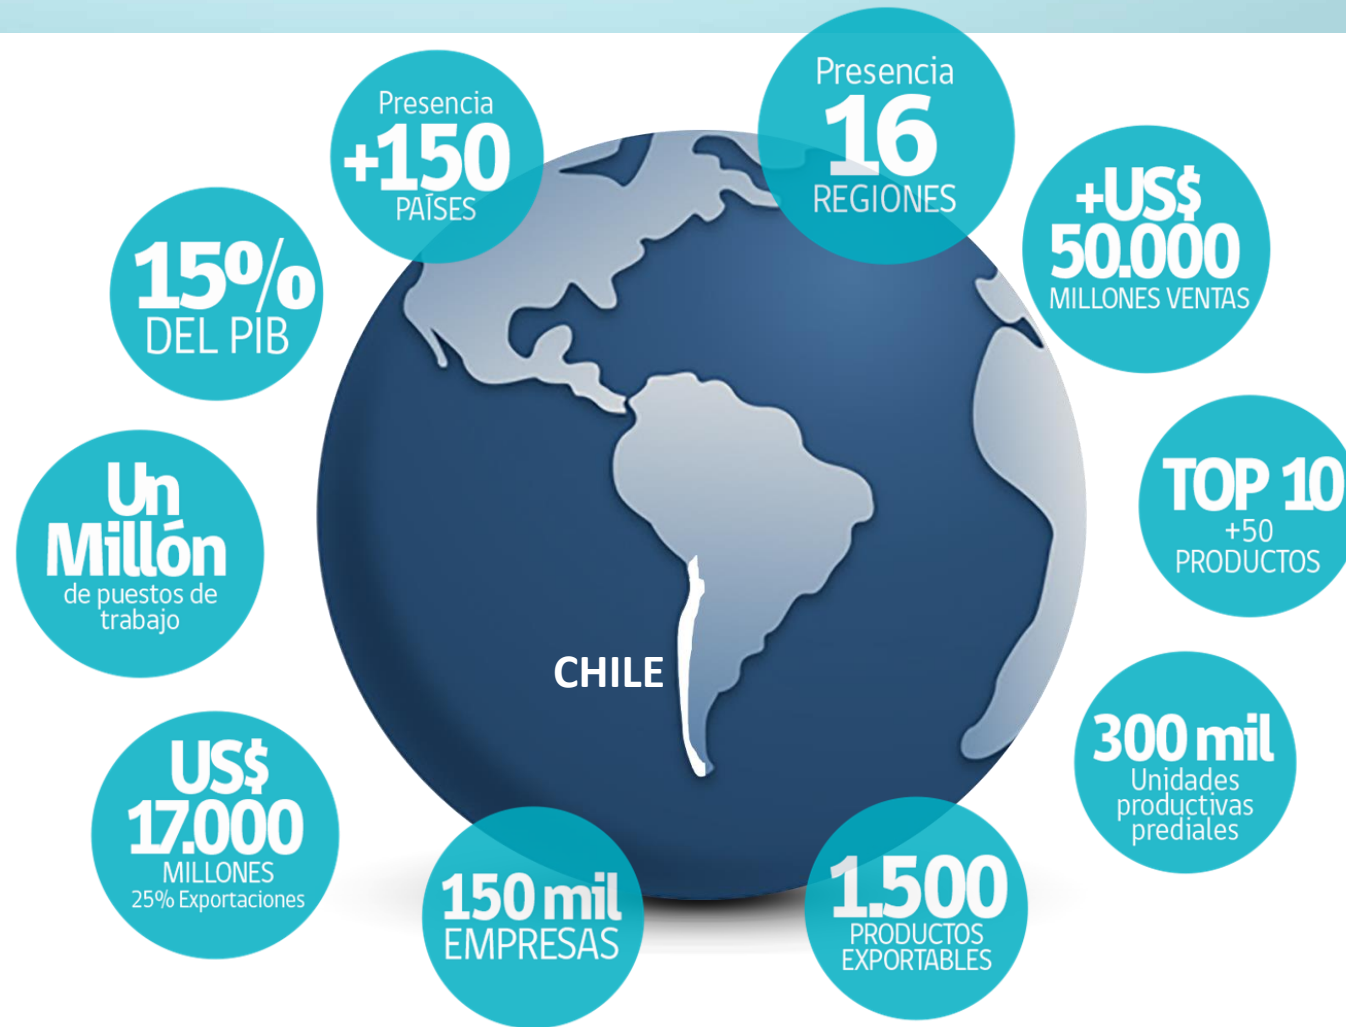 Presencia
+150
PAÍSES
Presencia
16
REGIONES
+US$
50.000
MILLONES VENTAS
15%
DEL PIB
TOP 10
+50
PRODUCTOS
Un
Millón
de puestos de
trabajo
CHILE
300 mil
Unidades
productivas
prediales
US$
17.000
MILLONES
25% Exportaciones
150 mil
EMPRESAS
1.500
PRODUCTOS
EXPORTABLES